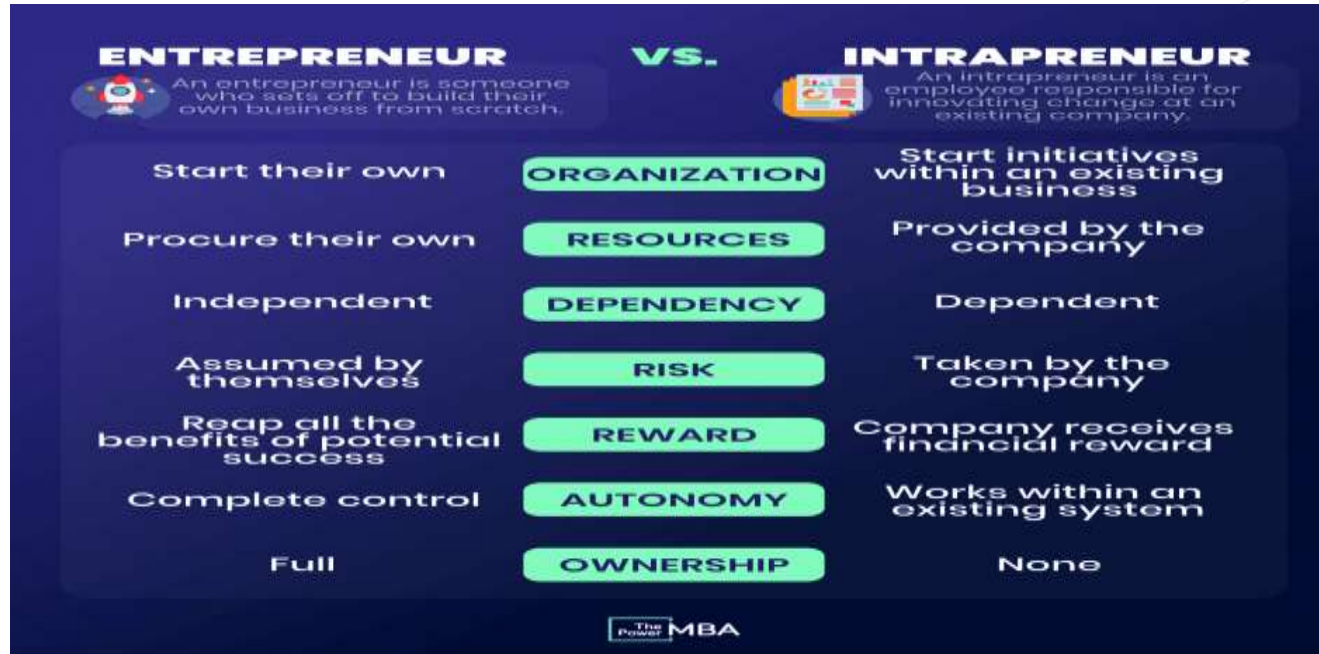 ENTREPRENEUR
VS.
INTRAPRENEUR
An entrepreneur is someone
who sets off to build their
own business from scratch.
An intrapreneur is an
employee responsible for
innovating change at an
existing company.
Start their own
ORGANIZATION
Start initiatives
within an existing
business
Procure their own
RESOURCES
Provided by the
company
Independent
DEPENDENCY
Dependent
Assumed by
themselves
RISK
Taken by the
company
Reap all the
benefits of potential
success
REWARD
Company receives
financial reward
Complete control
AUTONOMY
Works within an
existing system
Full
OWNERSHIP
None
The
Power MBA